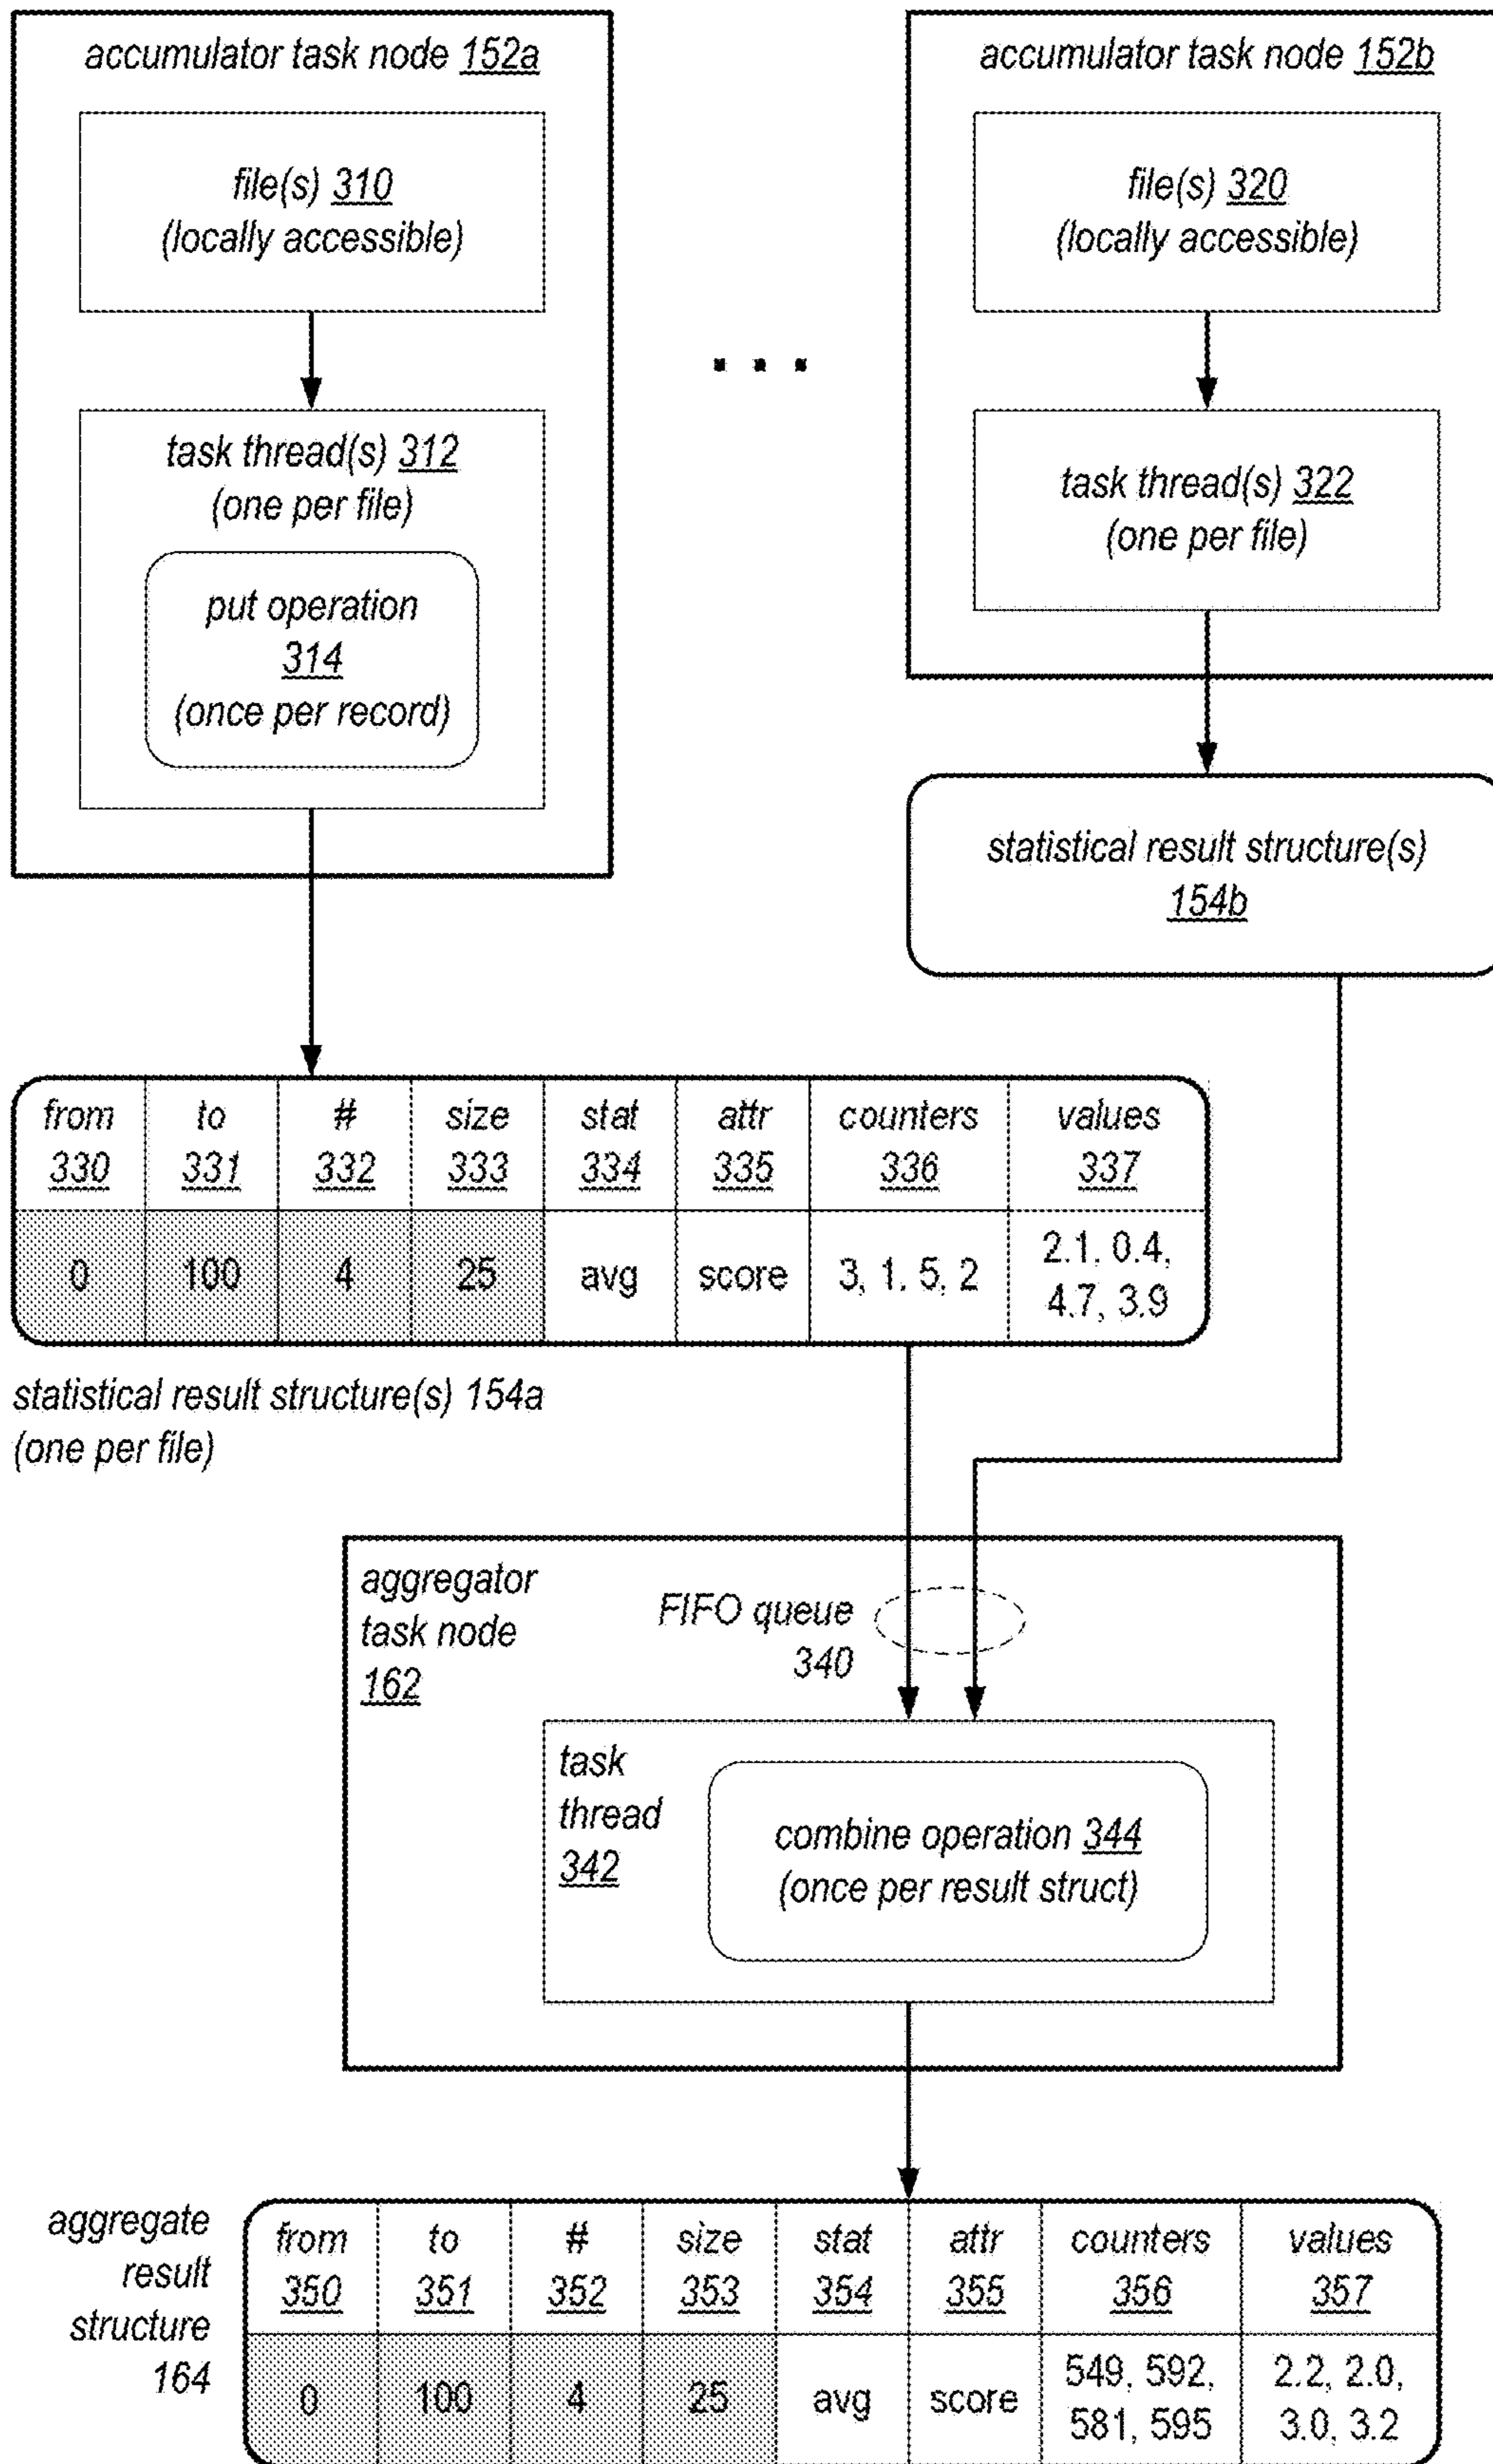 accumulator task node 152a
file(s) 310
(locally accessible)
task thread(s) 312
(one per file)
put operation
314
(once per record)
. . .
accumulator task node 152b
file(s) 320
(locally accessible)
task thread(s) 322
(one per file)
statistical result structure(s)
154b
from to # size stat attr counters values
330 331 332 333 334 335 336 337
0 100 4 25 avg score 3, 1, 5, 2 2.1, 0.4,
4.7, 3.9
statistical result structure(s) 154a
(one per file)
aggregator
task node
162
FIFO queue
340
task
thread
342
combine operation 344
(once per result struct)
aggregate
result
structure
164
from to # size stat attr counters values
350 351 352 353 354 355 356 357
0 100 4 25 avg score 549, 592, 2.2, 2.0,
581, 595 3.0, 3.2